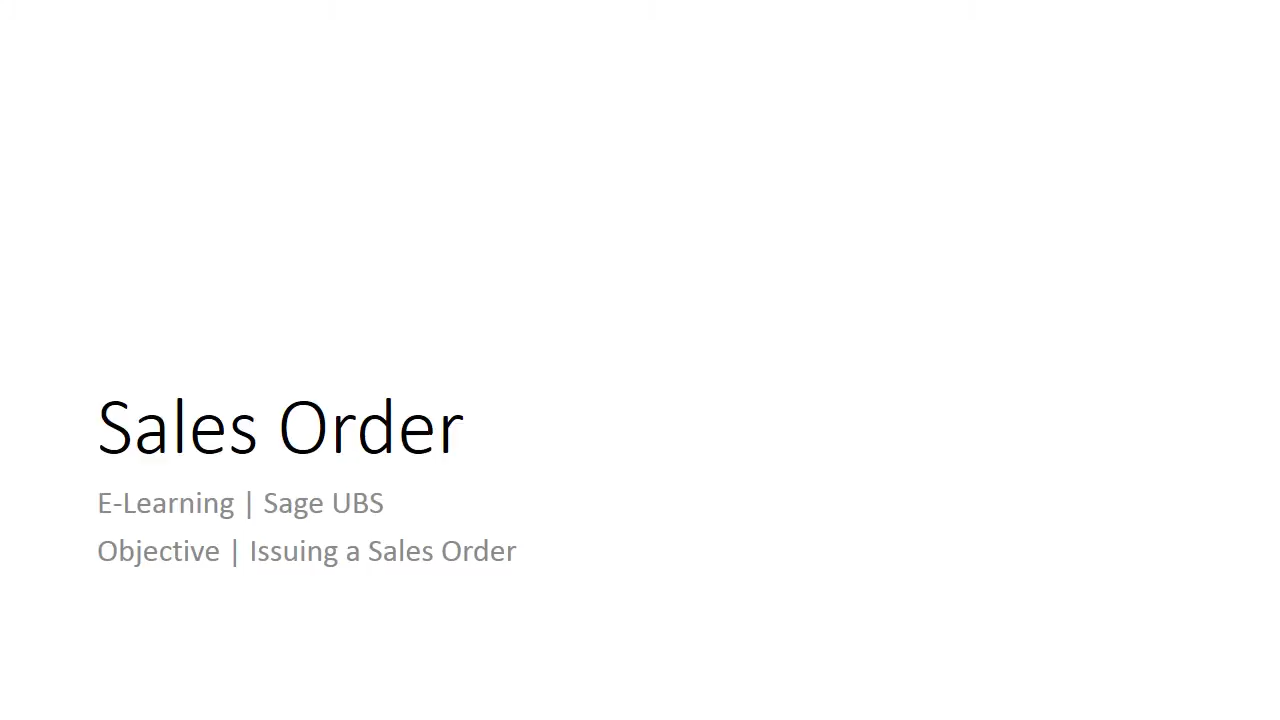 Sales Order
E-Learning | Sage UBS
Objective | Issuing a Sales Order